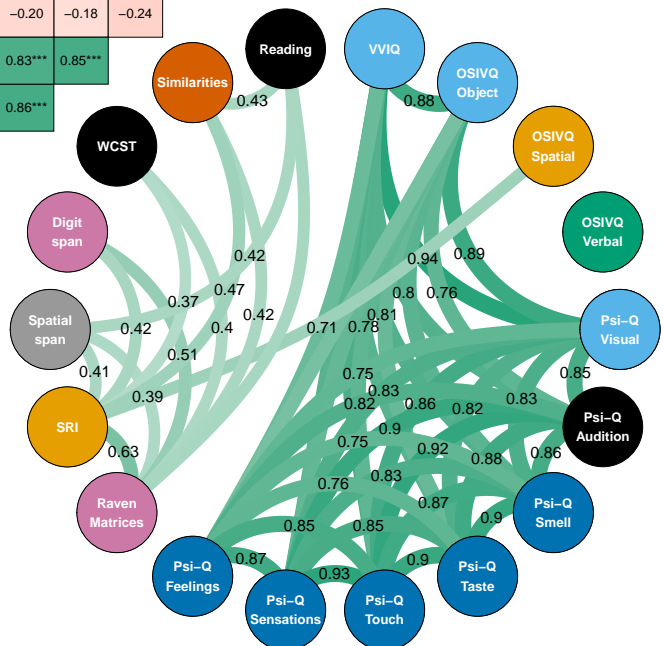 −0.20 −0.18 −0.24
0.83*** 0.85***
0.86***
Reading
VVIQ
Similarities
OSIVQ
Object
0.43
0.88
WCST
OSIVQ
Spatial
Digit
span
OSIVQ
Verbal
0.42
0.94
0.89
0.37
0.47
0.8
0.76
Spatial
span
0.42
0.4
0.42
0.71
0.78
0.81
Psi−Q
Visual
0.51
0.41
0.75
0.85
0.39
0.83
0.82
0.86
0.82
0.83
SRI
Psi−Q
Audition
0.63
0.75
0.9
0.92
0.88
0.86
Raven
Matrices
0.76
0.83
0.87
0.9
Psi−Q
Smell
0.85
0.85
Psi−Q
Feelings
0.87
0.93
0.9
Psi−Q
Taste
Psi−Q
Sensations
Psi−Q
Touch